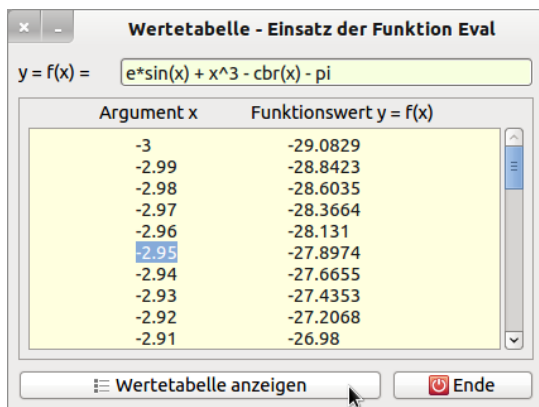 Wertetabelle - Einsatz der Funktion Eval
y = f(x) = e*sin(x) + x^3 - cbr(x) - pi
Argument x Funktionswert y = f(x)
-3 -29.0829
-2.99 -28.8423
-2.98 -28.6035
-2.97 -28.3664
-2.96 -28.131
-2.95 -27.8974
-2.94 -27.6655
-2.93 -27.4353
-2.92 -27.2068
-2.91 -26.98
Wertetabelle anzeigen Ende